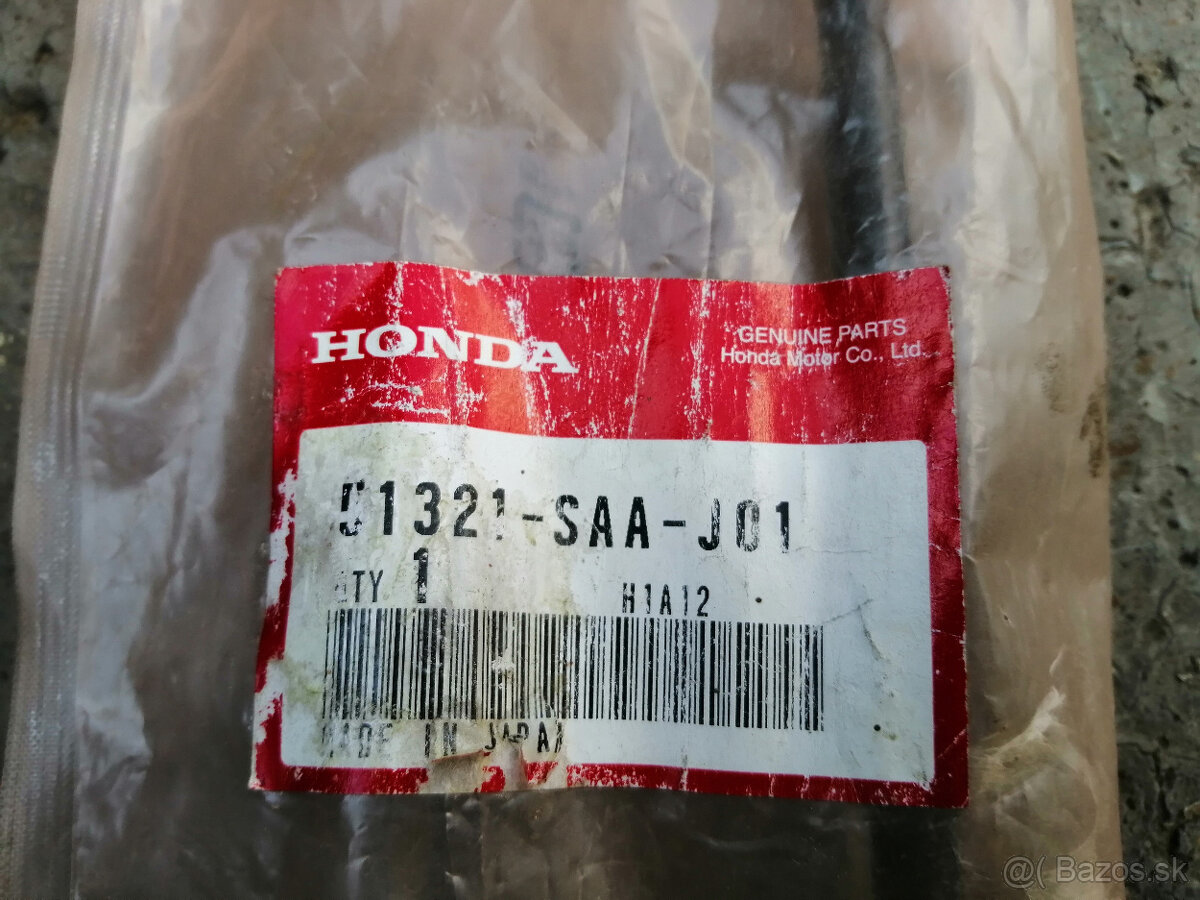 HONDA
GENUINE PARTS
Honda Motor Co., Ltd.
51321-SAA-J01
QTY 1
H1A12
MADE IN JAPAN
@( Bazos.sk